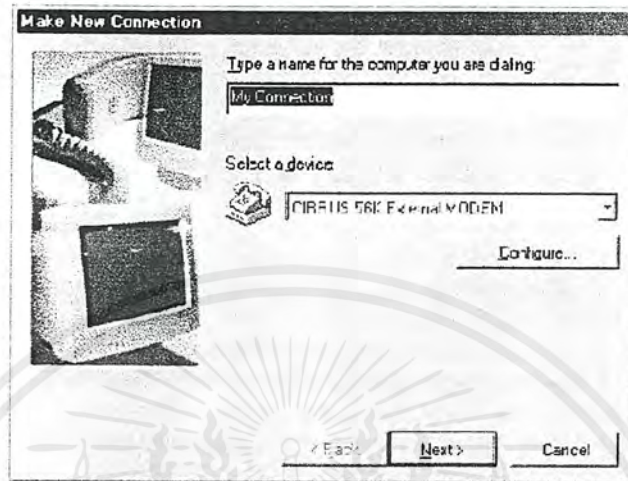 Make New Connection
Type a name for the computer you are dialing:
My Connection
Select a device:
CIRRUS 56K External MODEM
Configure...
< Back
Next >
Cancel